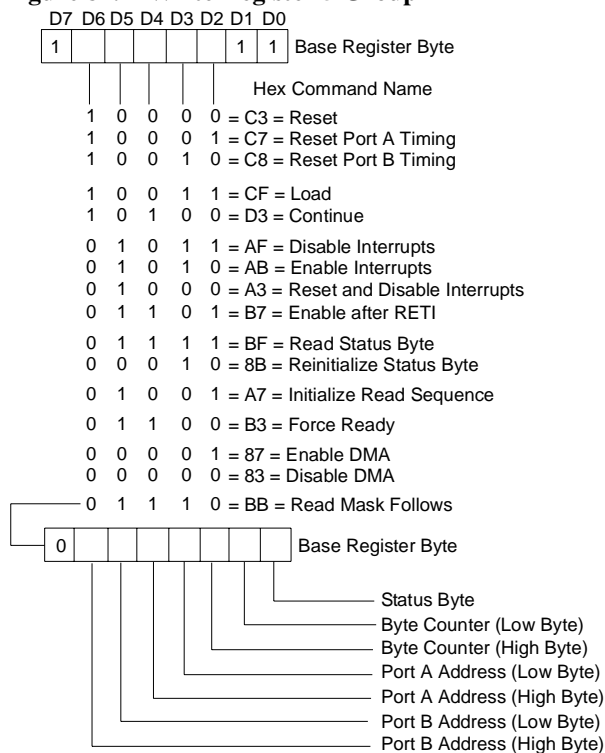 D7 D6 D5 D4 D3 D2 D1 D0
1 1 1 Base Register Byte
Hex Command Name
1 0 0 0 0 = C3 = Reset
1 0 0 0 1 = C7 = Reset Port A Timing
1 0 0 1 0 = C8 = Reset Port B Timing
1 0 0 1 1 = CF = Load
1 0 1 0 0 = D3 = Continue
0 1 0 1 1 = AF = Disable Interrupts
0 1 0 1 0 = AB = Enable Interrupts
0 1 0 0 0 = A3 = Reset and Disable Interrupts
0 1 1 0 1 = B7 = Enable after RETI
0 1 1 1 1 = BF = Read Status Byte
0 0 0 1 0 = 8B = Reinitialize Status Byte
0 1 0 0 1 = A7 = Initialize Read Sequence
0 1 1 0 0 = B3 = Force Ready
0 0 0 0 1 = 87 = Enable DMA
0 0 0 0 0 = 83 = Disable DMA
0 1 1 1 0 = BB = Read Mask Follows
0 Base Register Byte
Status Byte
Byte Counter (Low Byte)
Byte Counter (High Byte)
Port A Address (Low Byte)
Port A Address (High Byte)
Port B Address (Low Byte)
Port B Address (High Byte)